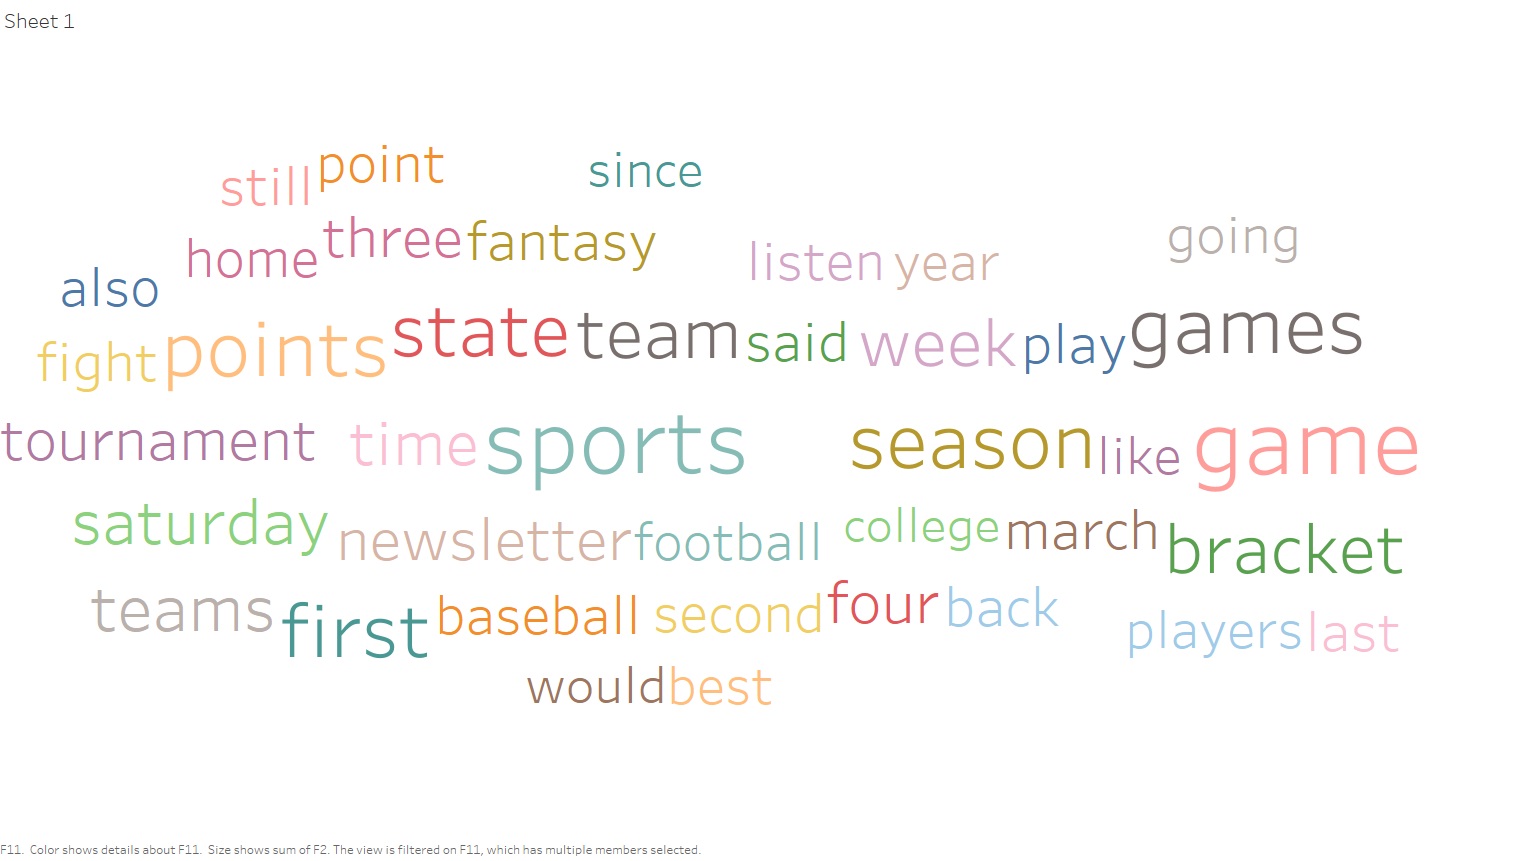 Sheet 1
still point since
home three fantasy listen year going
also
fight points state team said week play games
tournament time sports season like game
saturday newsletter football college march bracket
teams first baseball second four back players last
would best
F11. Color shows details about F11. Size shows sum of F2. The view is filtered on F11, which has multiple members selected.